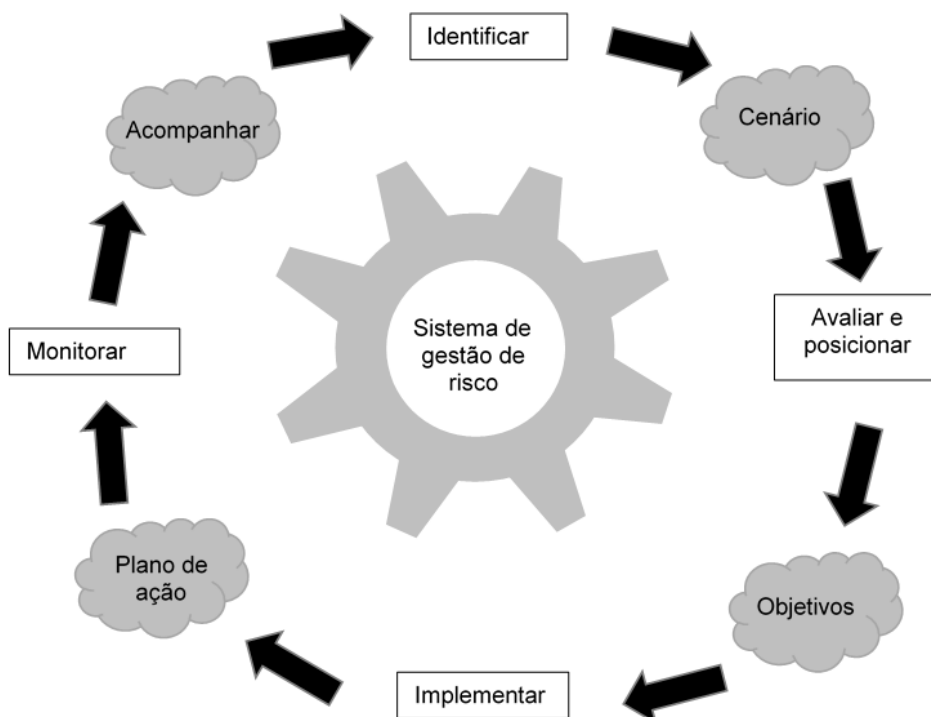 Identificar
Cenário
Avaliar e
posicionar
Objetivos
Implementar
Plano de
ação
Monitorar
Acompanhar
Sistema de
gestão de
risco